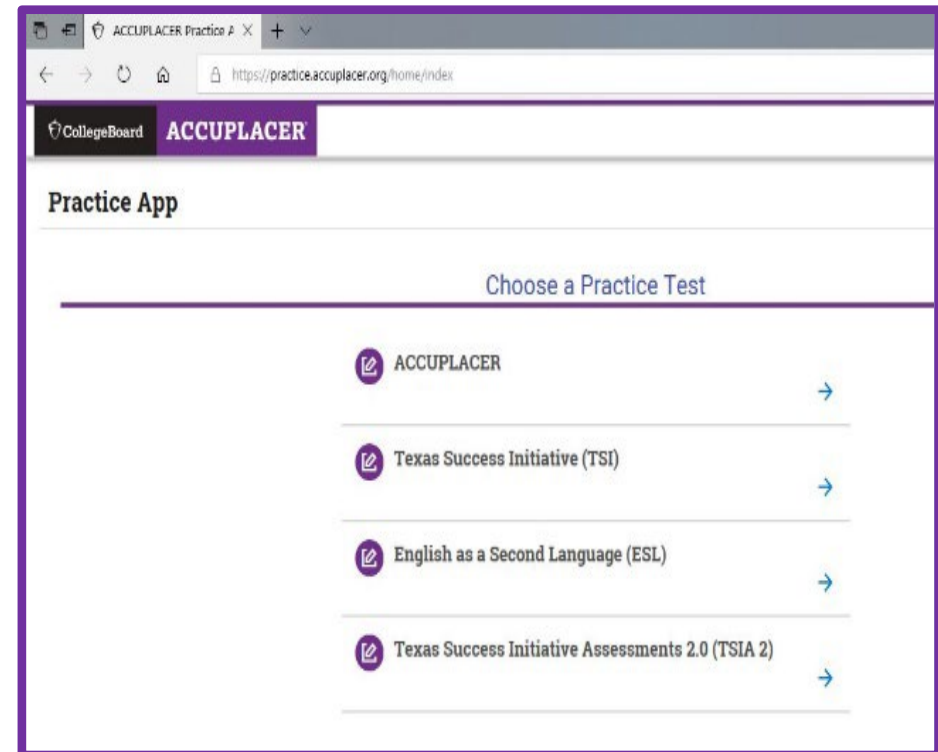 ACCUPLACER Practice A
https://practice.accuplacer.org/home/index
CollegeBoard ACCUPLACER
Practice App
Choose a Practice Test
ACCUPLACER
Texas Success Initiative (TSI)
English as a Second Language (ESL)
Texas Success Initiative Assessments 2.0 (TSIA 2)